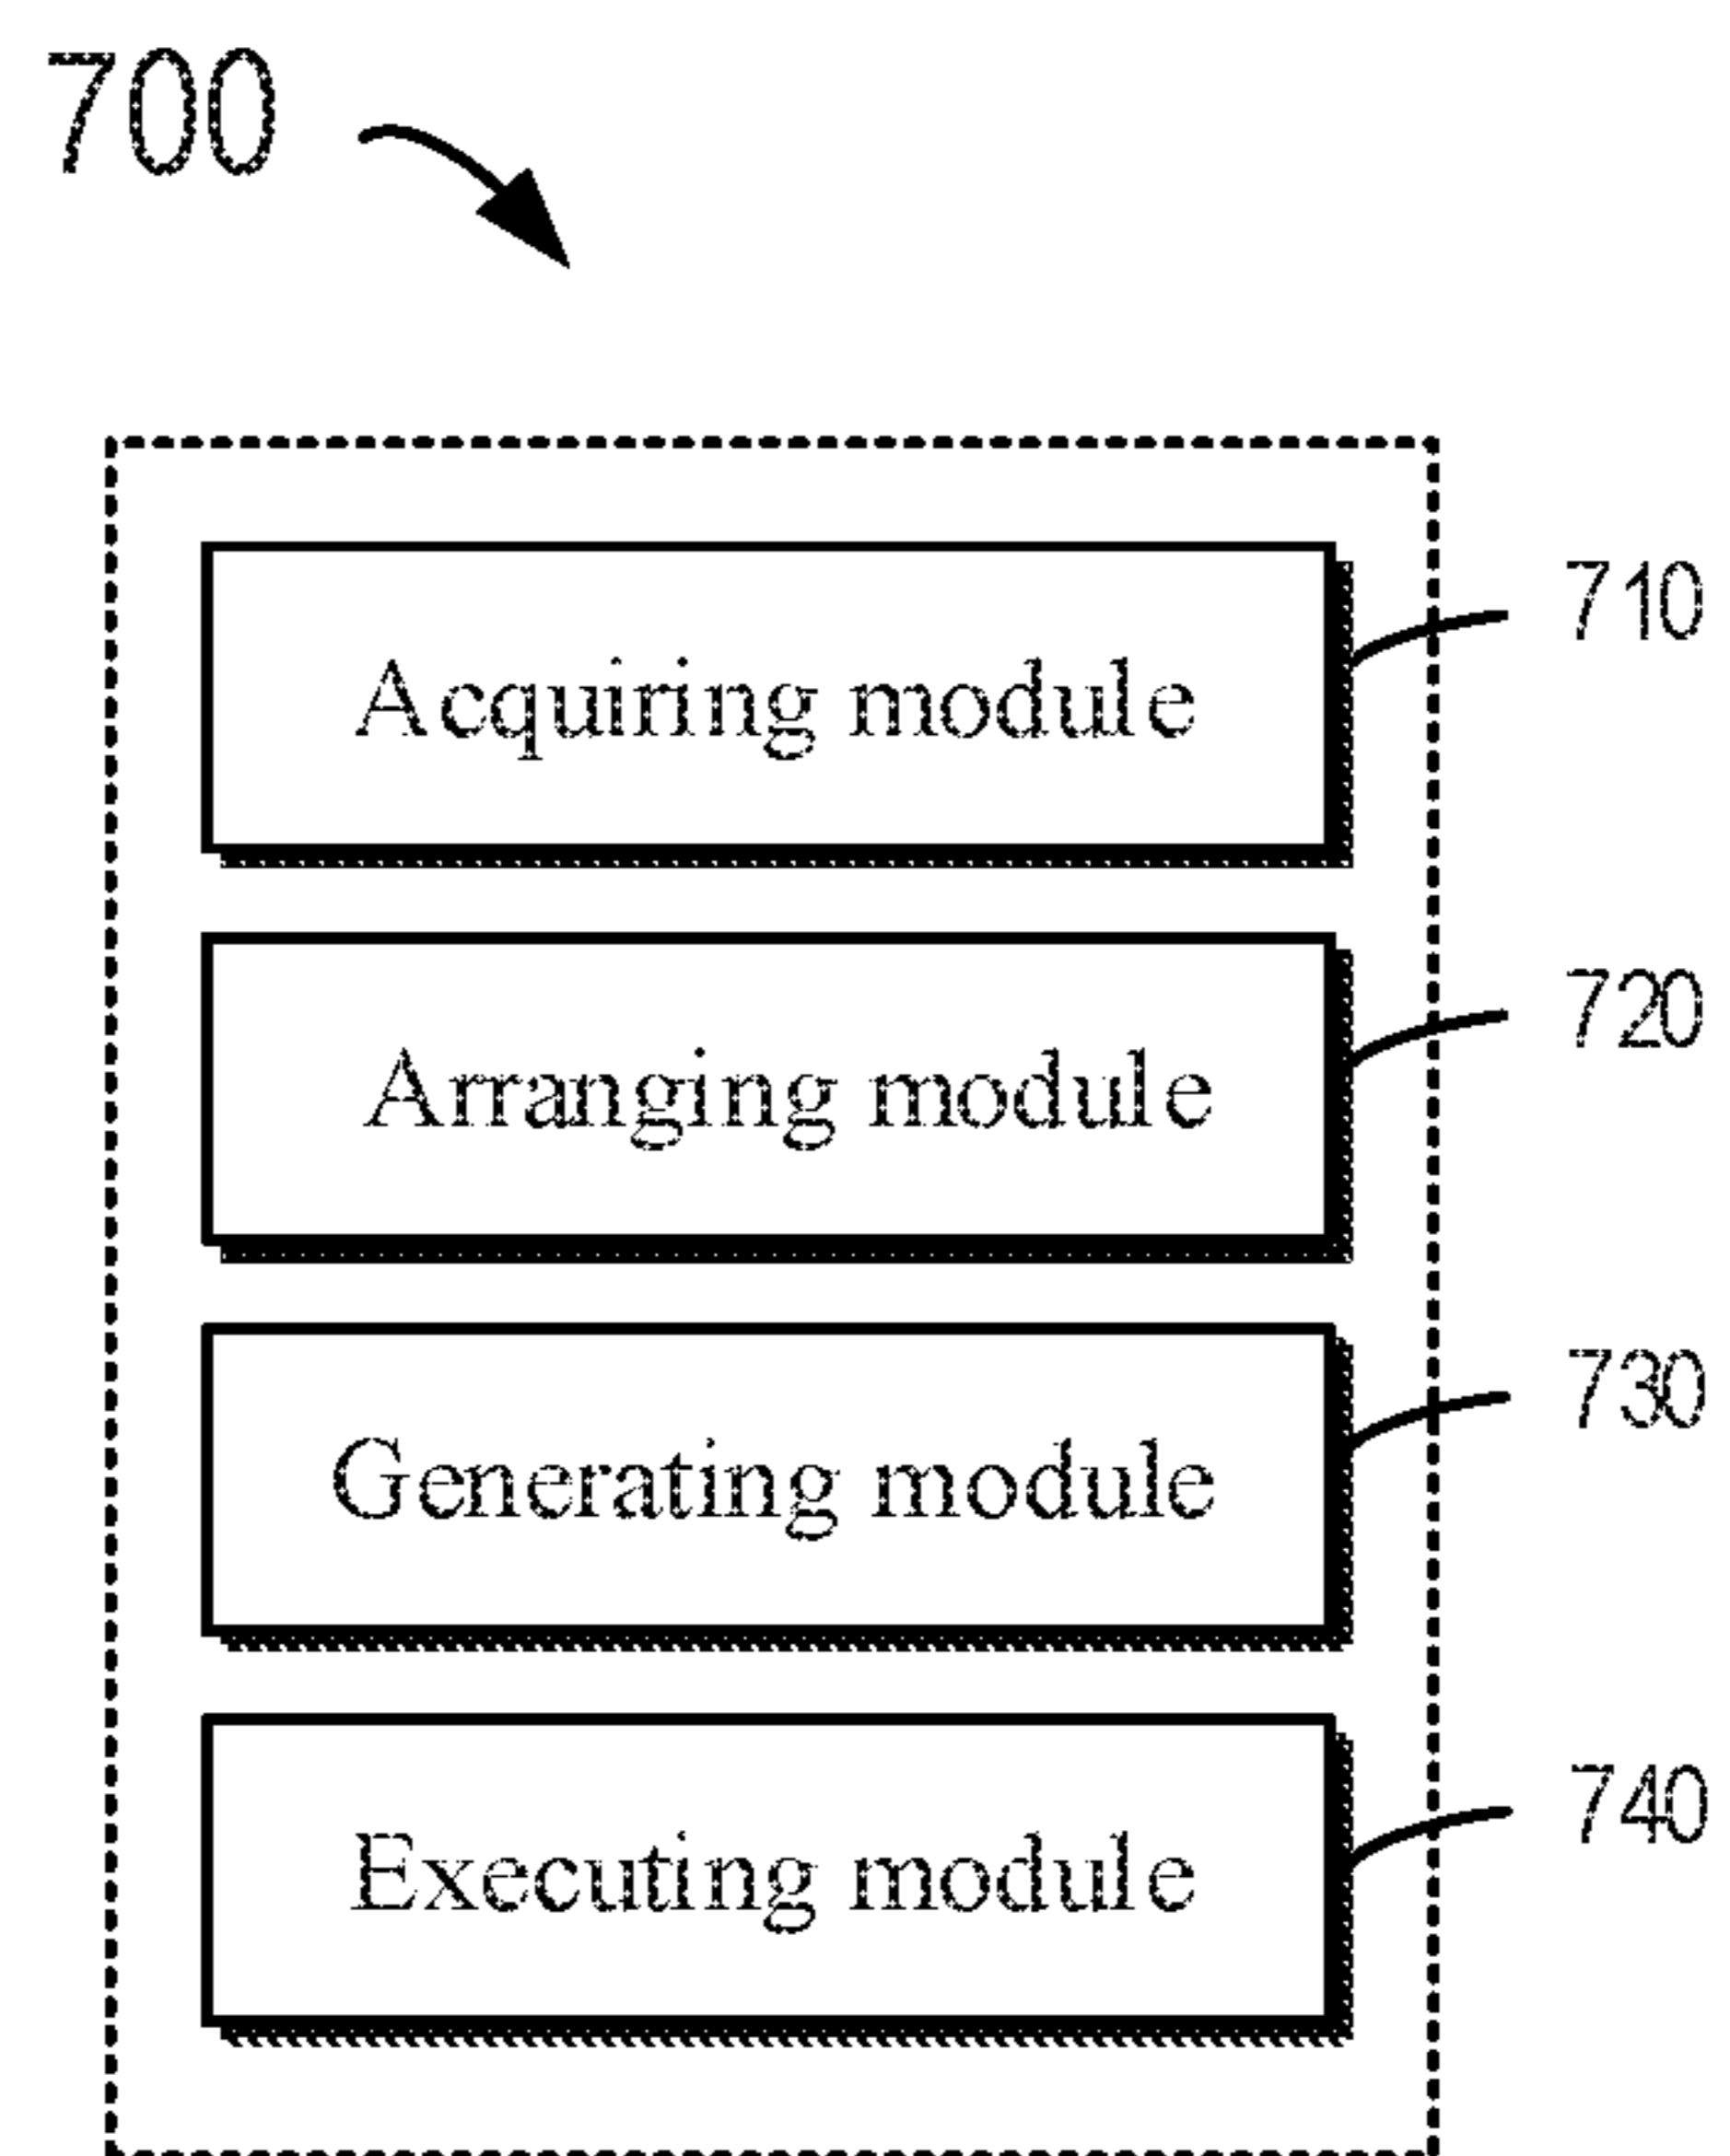 700
Acquiring module
710
Arranging module
720
Generating module
730
Executing module
740